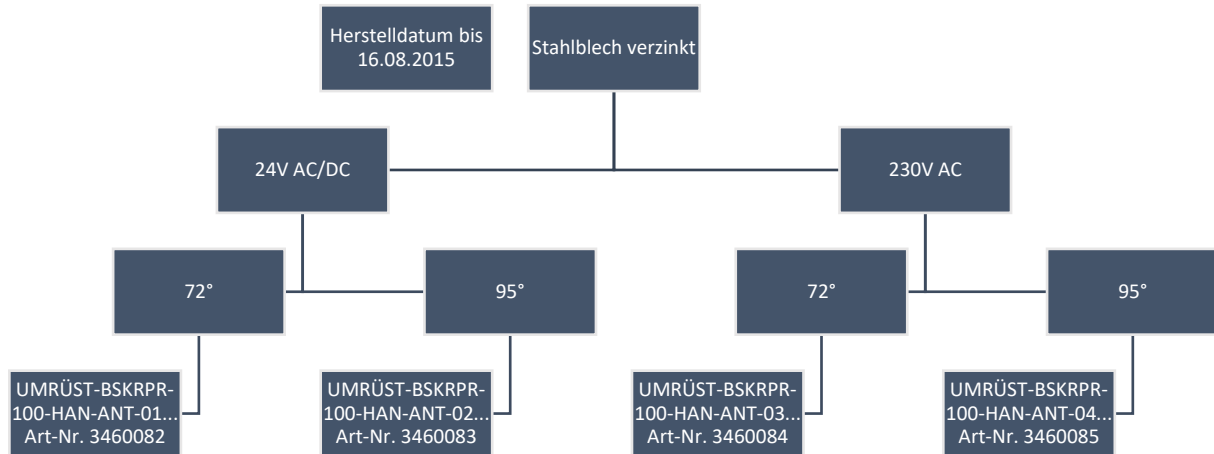 Herstelldatum bis
16.08.2015
Stahlblech verzinkt
24V AC/DC
230V AC
72°
95°
72°
95°
UMRÜST-BSKRPR-
100-HAN-ANT-01...
Art-Nr. 3460082
UMRÜST-BSKRPR-
100-HAN-ANT-02...
Art-Nr. 3460083
UMRÜST-BSKRPR-
100-HAN-ANT-03...
Art-Nr. 3460084
UMRÜST-BSKRPR-
100-HAN-ANT-04...
Art-Nr. 3460085